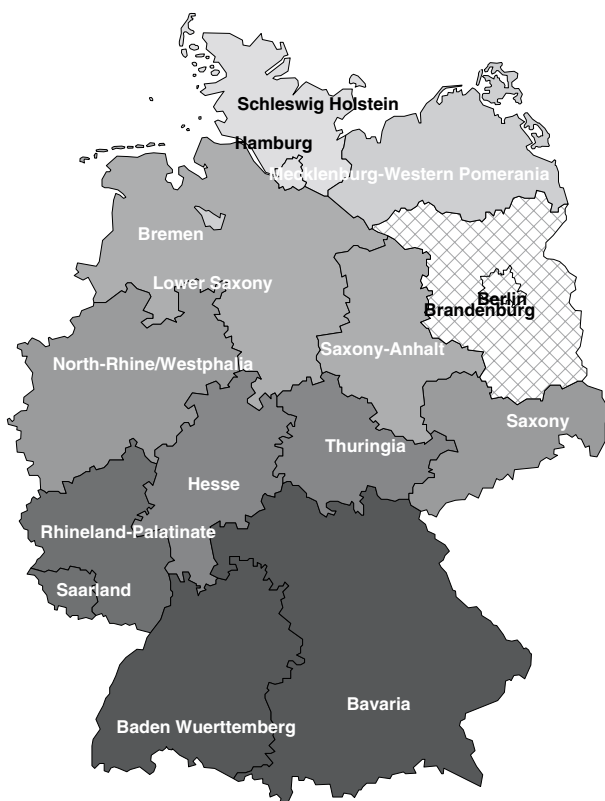 Schleswig Holstein
Hamburg
Mecklenburg-Western Pomerania
Bremen
Lower Saxony
Berlin
Brandenburg
Saxony-Anhalt
North-Rhine/Westphalia
Saxony
Thuringia
Hesse
Rhineland-Palatinate
Saarland
Bavaria
Baden Wuerttemberg